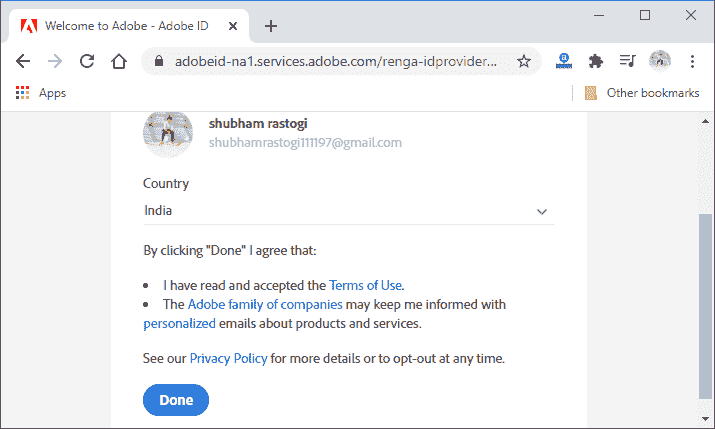 Welcome to Adobe - Adobe ID
adobeid-na1.services.adobe.com/renga-idprovider...
Apps
Other bookmarks
shubham rastogi
shubhamrastogi111197@gmail.com
Country
India
By clicking "Done" I agree that:
• I have read and accepted the Terms of Use.
• The Adobe family of companies may keep me informed with
personalized emails about products and services.
See our Privacy Policy for more details or to opt-out at any time.
Done